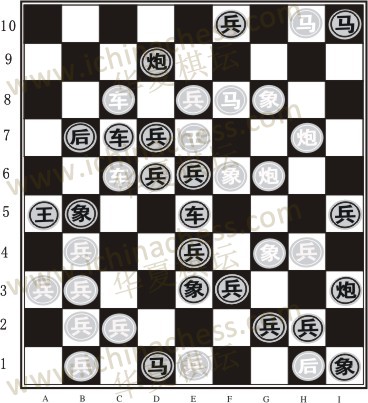 10 兵 马 马
9 炮
8 车 兵 马 象
7 后 车 兵 王 炮
6 车 兵 兵 象 炮
5 王 象 车 兵
4 兵 兵 象 兵
3 兵 兵 象 兵 炮
2 兵 兵 兵 兵
1 兵 马 后 象
A B C D E F G H I
www.ichinachess.com
华夏棋坛